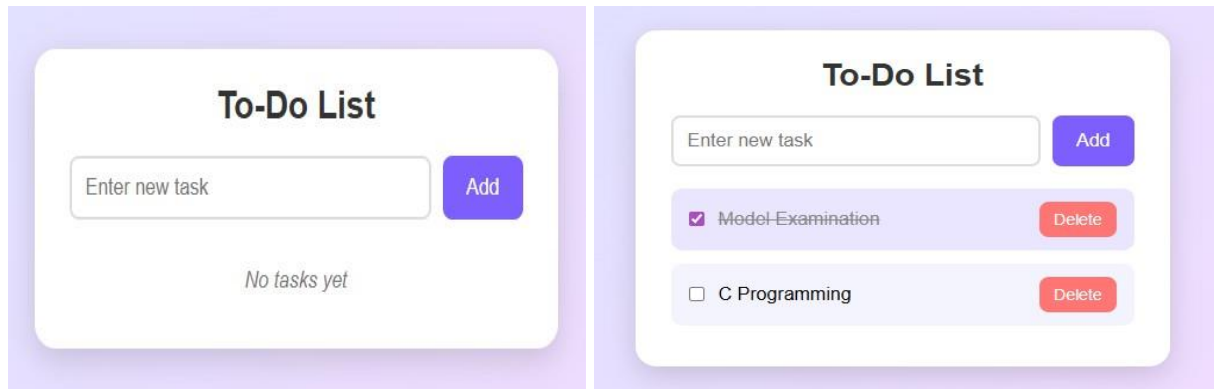 To-Do List
Enter new task
Add
No tasks yet
To-Do List
Enter new task
Add
Model Examination
Delete
C Programming
Delete